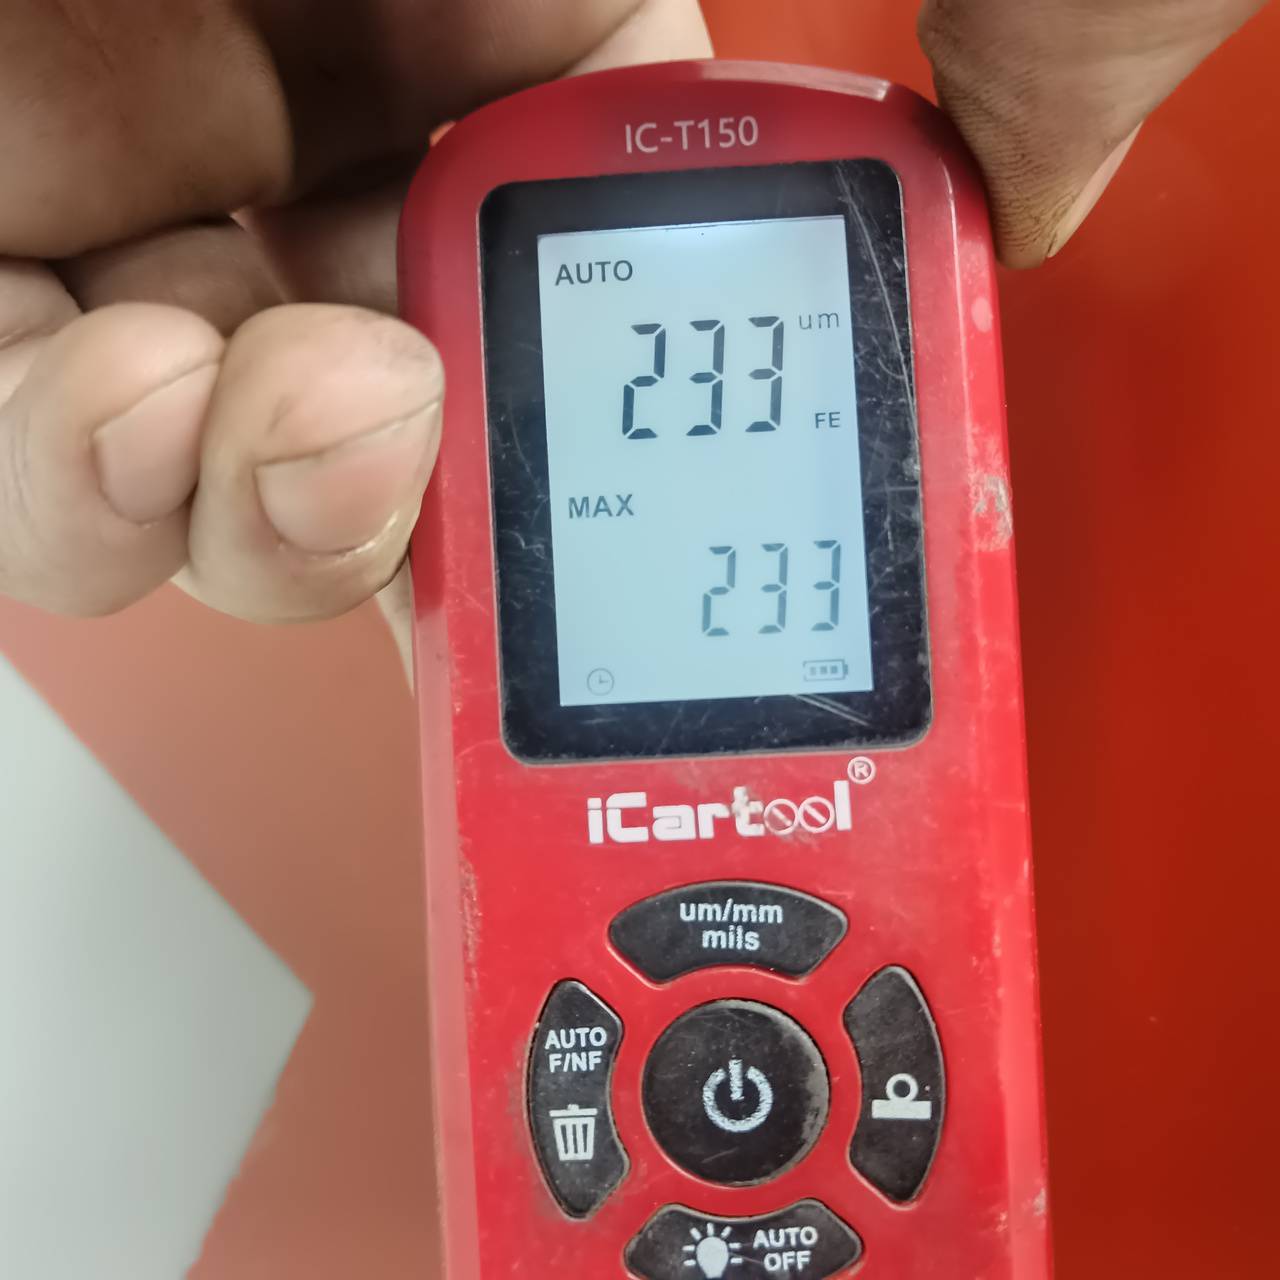 IC-T150
AUTO
233 um
FE
MAX
233
iCartool®
um/mm
mils
AUTO
F/NF
AUTO
OFF